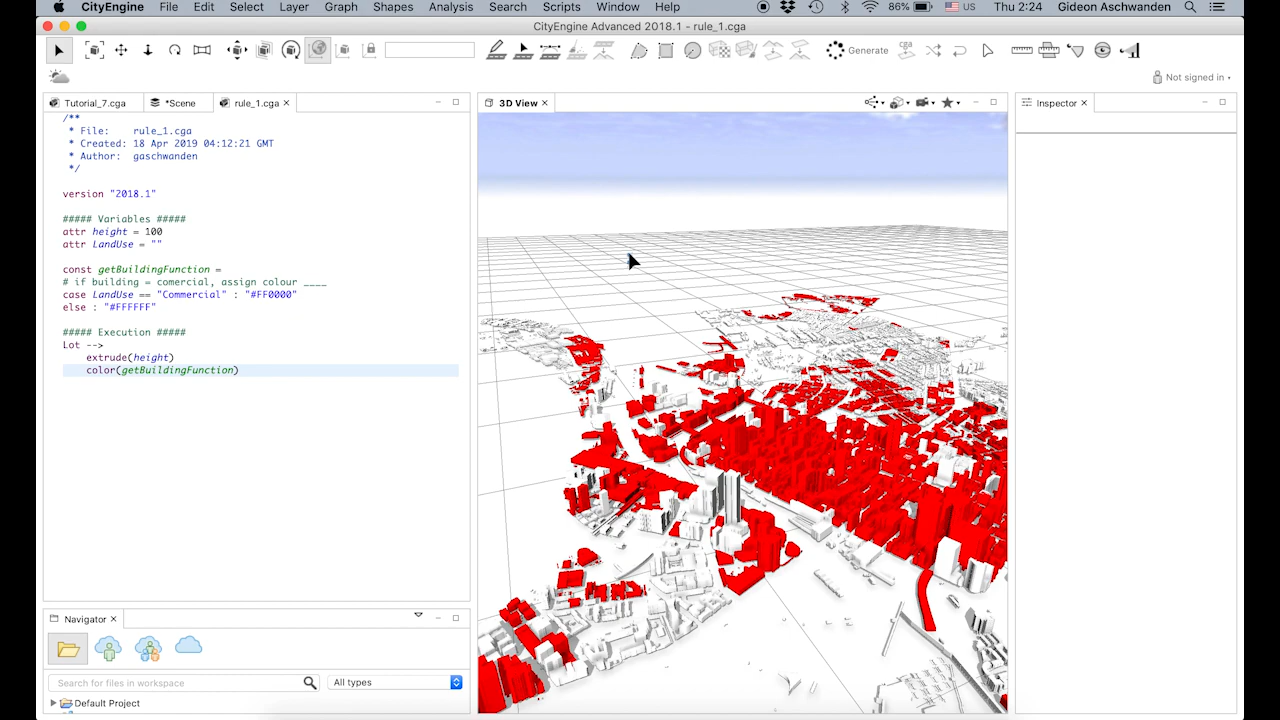 CityEngine File Edit Select Layer Graph Shapes Analysis Search Scripts Window Help 86% US Thu 2:24 Gideon Aschwanden
CityEngine Advanced 2018.1 - rule_1.cga
Generate cga
Not signed in
Tutorial_7.cga *Scene rule_1.cga
3D View
Inspector
/**
* File: rule_1.cga
* Created: 18 Apr 2019 04:12:21 GMT
* Author: gaschwanden
*/
version "2018.1"
##### Variables #####
attr height = 100
attr LandUse = ""
const getBuildingFunction =
# if building = comercial, assign colour ____
case LandUse == "Commercial" : "#FF0000"
else : "#FFFFFF"
##### Execution #####
Lot -->
extrude(height)
color(getBuildingFunction)
Navigator
Search for files in workspace
All types
Default Project